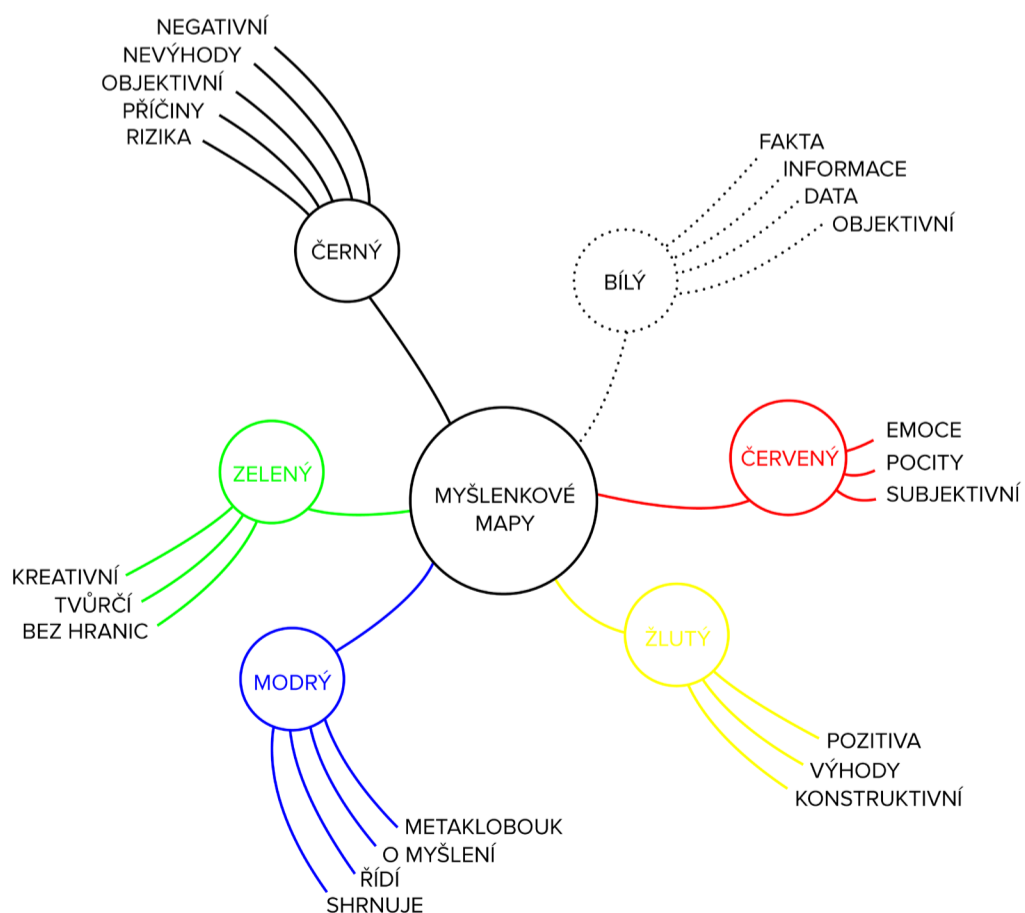 NEGATIVNÍ
NEVÝHODY
OBJEKTIVNÍ
PŘÍČINY
RIZIKA
ČERNÝ
FAKTA
INFORMACE
DATA
OBJEKTIVNÍ
BÍLÝ
ČERVENÝ
EMOCE
POCITY
SUBJEKTIVNÍ
ZELENÝ
MYŠLENKOVÉ
MAPY
KREATIVNÍ
TVŮRČÍ
BEZ HRANIC
ŽLUTÝ
POZITIVA
VÝHODY
KONSTRUKTIVNÍ
MODRÝ
METAKLOBOUK
O MYŠLENÍ
ŘÍDÍ
SHRNUJE